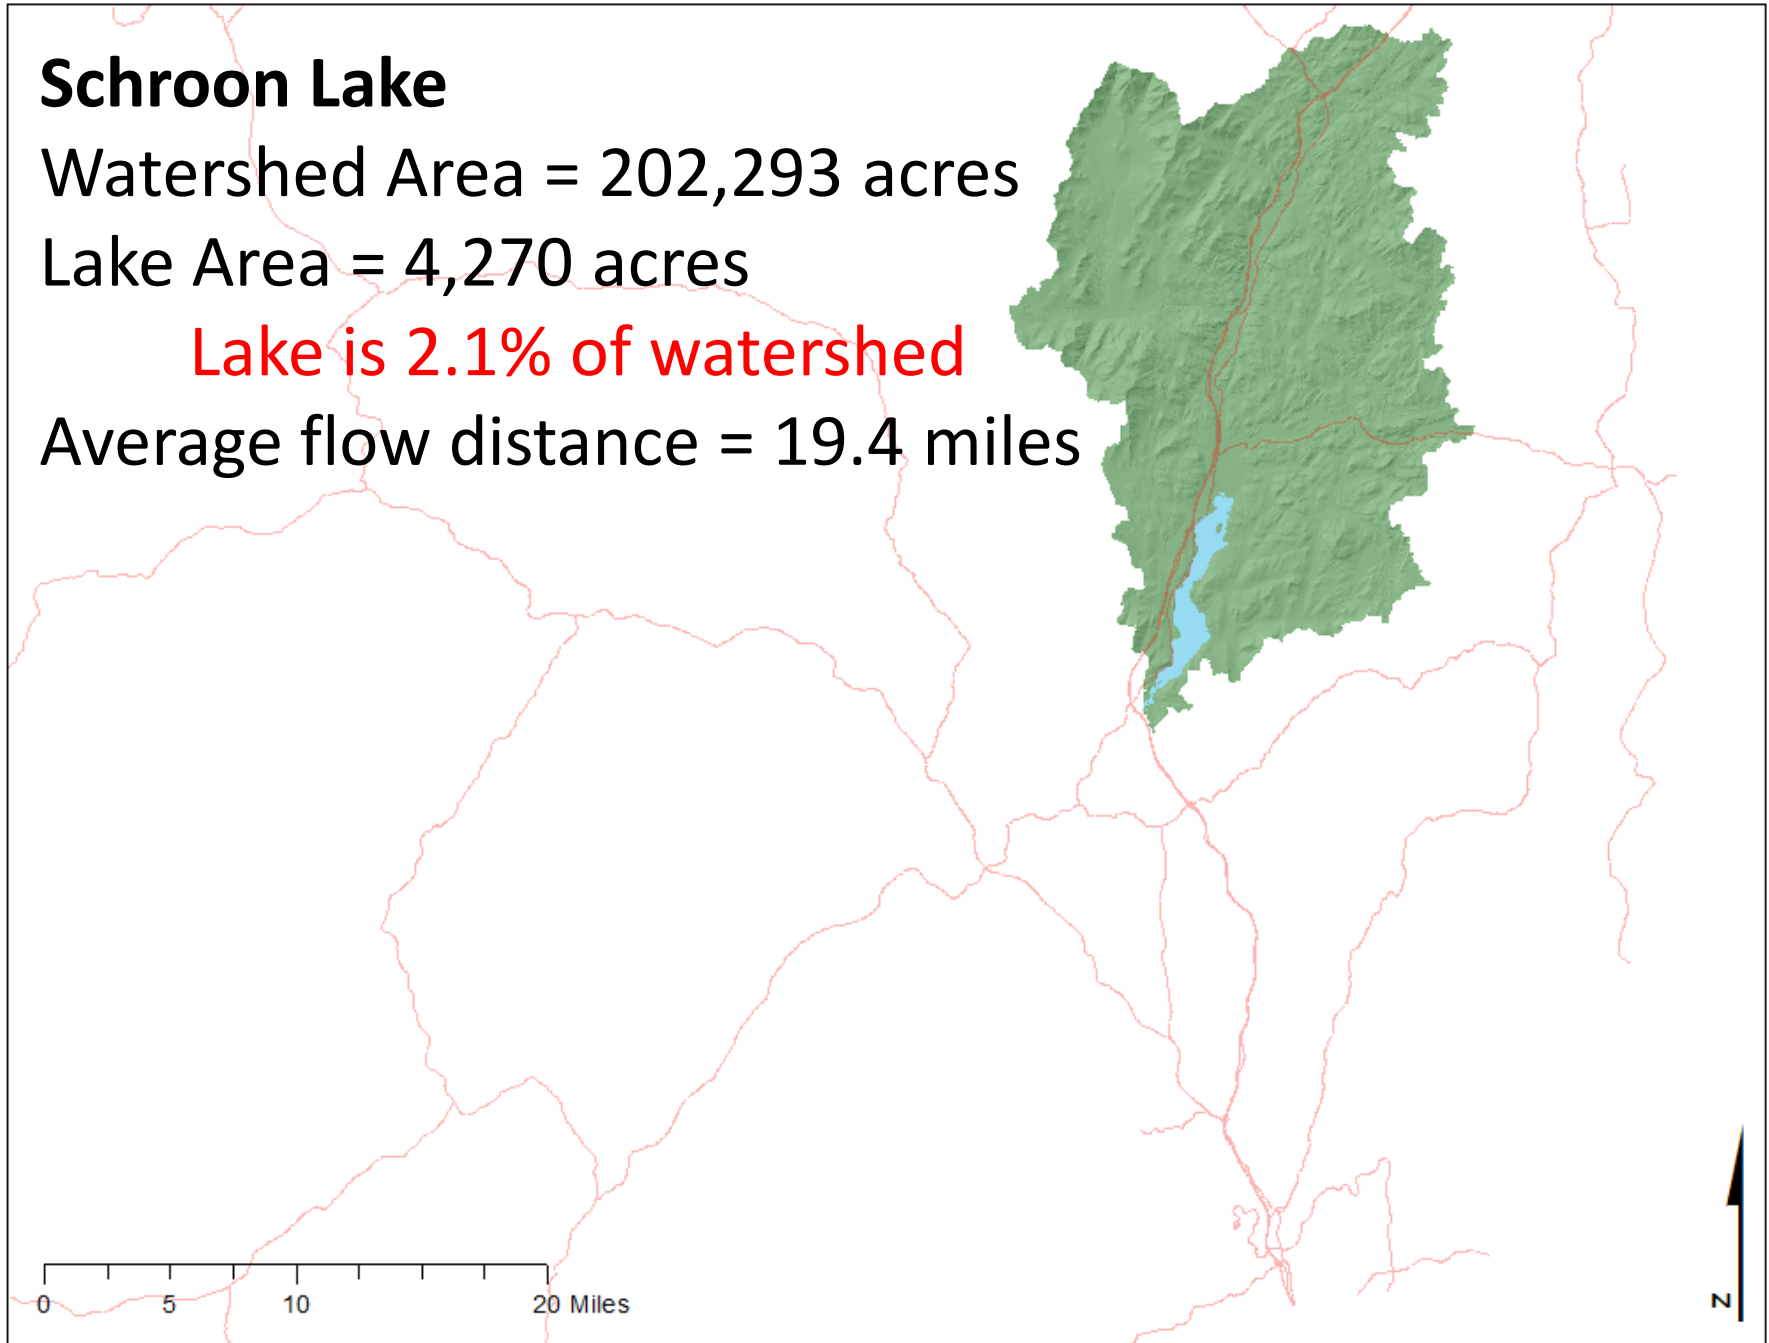 Schroon Lake
Watershed Area = 202,293 acres
Lake Area = 4,270 acres
Lake is 2.1% of watershed
Average flow distance = 19.4 miles
0 5 10 20 Miles
N